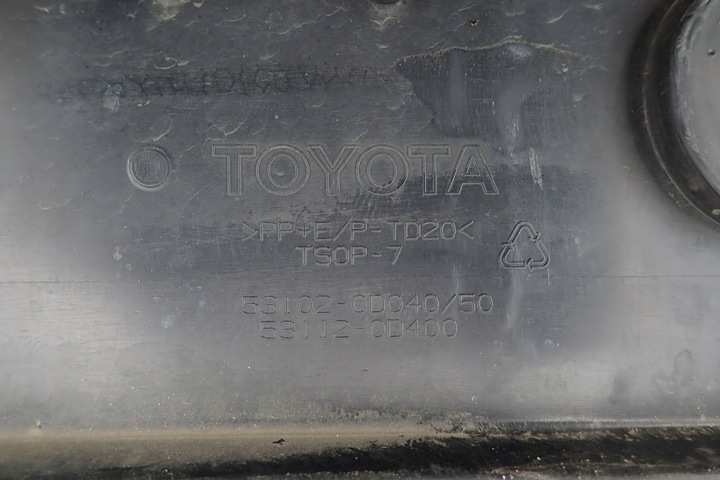 TOYOTA
>PP+E/P-TD20<
TSOP-7
53102-0D040/50
53112-0D400